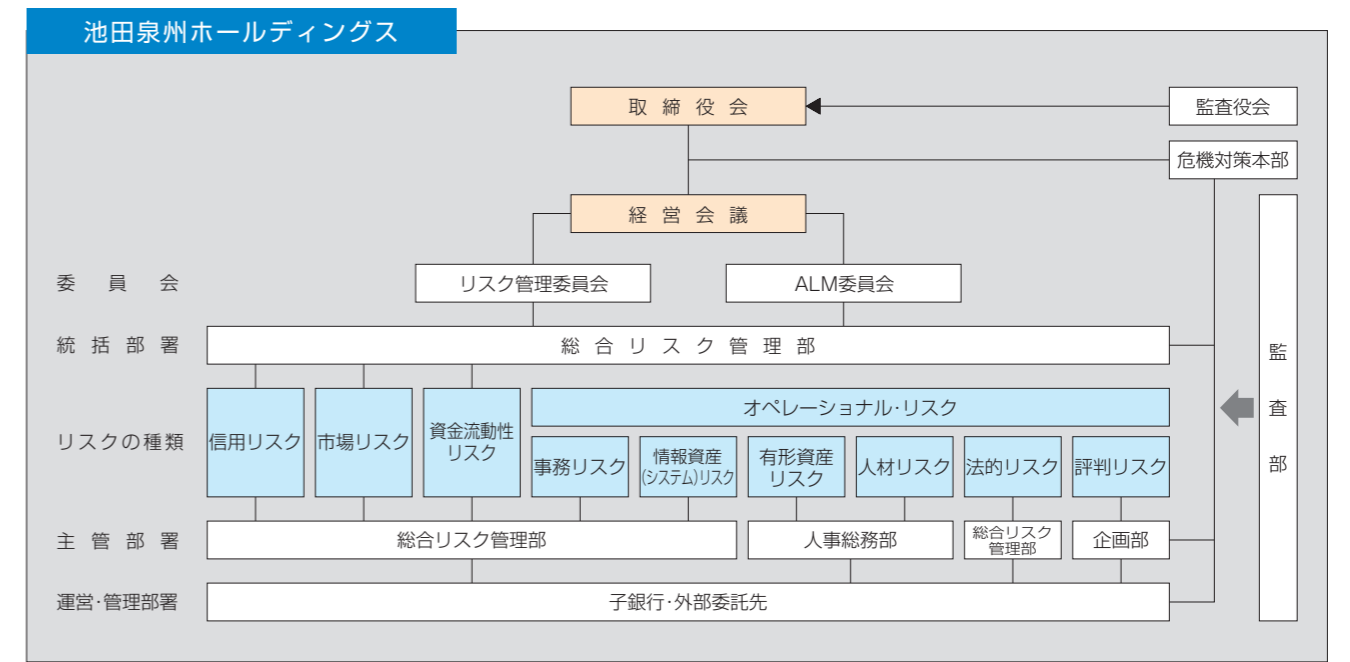 池田泉州ホールディングス
取締役会
監査役会
危機対策本部
経営会議
委員会
リスク管理委員会
ALM委員会
統括部署
総合リスク管理部
リスクの種類
信用リスク
市場リスク
資金流動性
リスク
オペレーショナル・リスク
事務リスク
情報資産
(システム)リスク
有形資産
リスク
人材リスク
法的リスク
評判リスク
主管部署
総合リスク管理部
人事総務部
総合リスク
管理部
企画部
運営・管理部署
子銀行・外部委託先
監査部